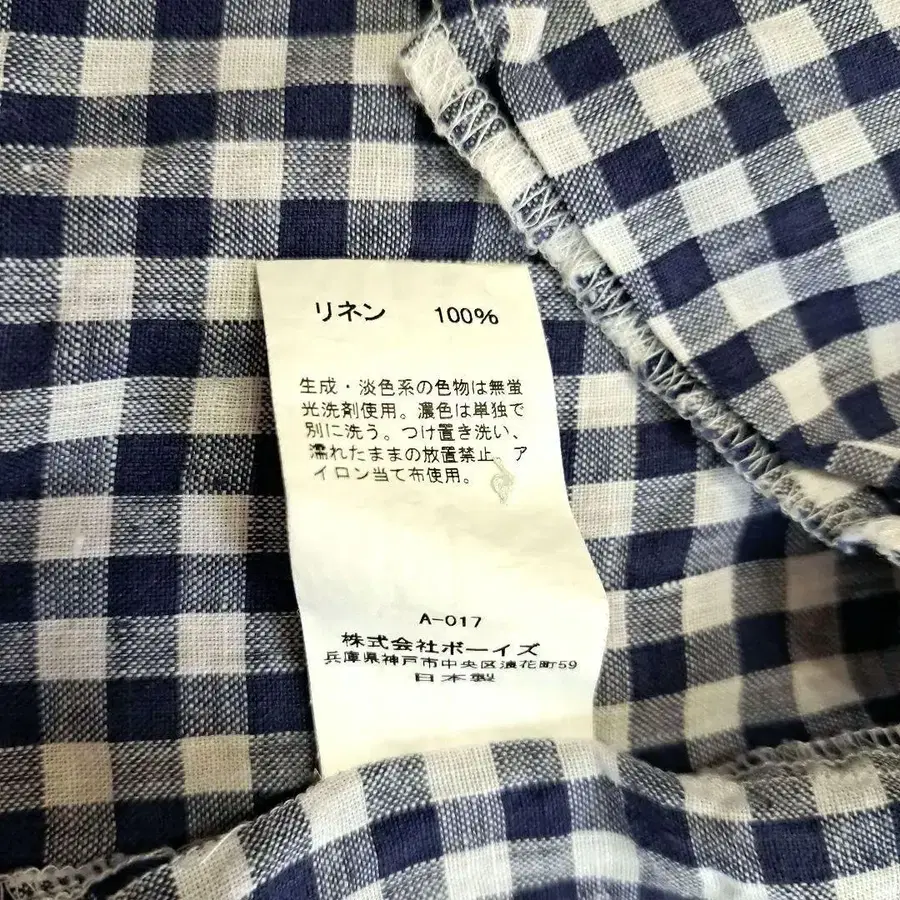 リネン 100%
生成・淡色系の色物は無蛍
光洗剤使用。濃色は単独で
別に洗う。つけ置き洗い、
濡れたままの放置禁止。ア
イロン当て布使用。
A-017
株式会社ボーイズ
兵庫県神戸市中央区浪花町59
日本製